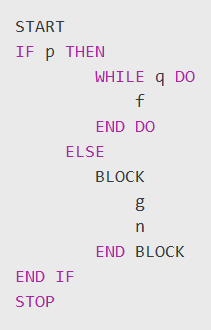 START
IF p THEN
WHILE q DO
f
END DO
ELSE
BLOCK
g
n
END BLOCK
END IF
STOP